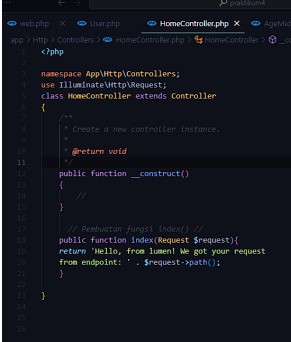 praktikum4
web.php User.php HomeController.php × AgeMid
app > Http > Controllers > HomeController.php > HomeController >
1 <?php
2
3 namespace App\Http\Controllers;
4 use Illuminate\Http\Request;
5 class HomeController extends Controller
6 {
7 /**
8 * Create a new controller instance.
9 *
10 * @return void
11 */
12 public function __construct()
13 {
14 //
15 }
16
17 // Pembuatan fungsi index() //
18 public function index(Request $request){
19 return 'Hello, from lumen! We got your request
20 from endpoint: ' . $request->path();
21 }
22
23 }
24
25
26